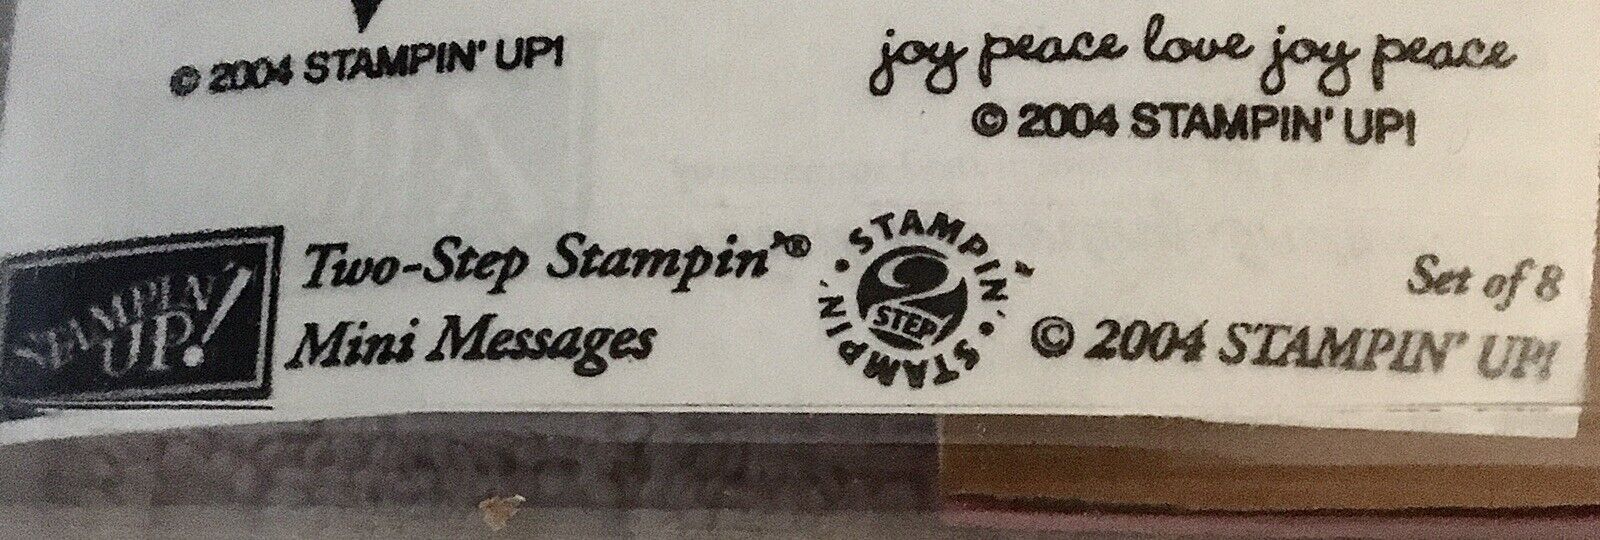 © 2004 STAMPIN' UP!
joy peace love joy peace
© 2004 STAMPIN' UP!
STAMPIN' UP!
Two-Step Stampin'®
Mini Messages
STAMPIN' • STAMPIN' • STAMPIN' •
2 STEP
Set of 8
© 2004 STAMPIN' UP!